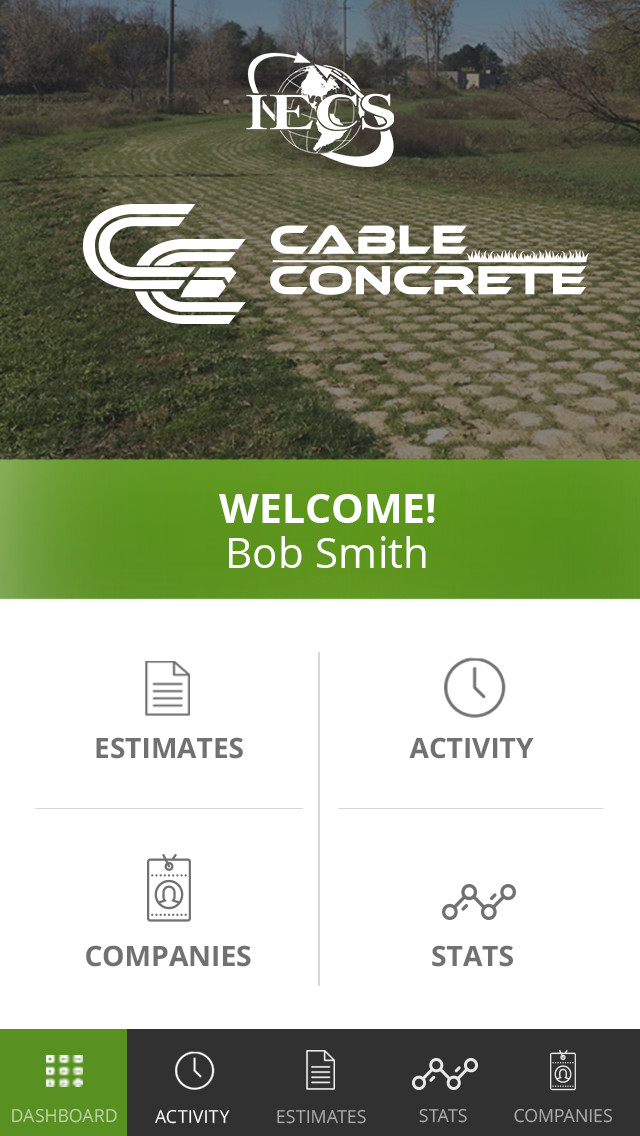 IECS
CABLE
CONCRETE
WELCOME!
Bob Smith
ESTIMATES
ACTIVITY
COMPANIES
STATS
DASHBOARD
ACTIVITY
ESTIMATES
STATS
COMPANIES